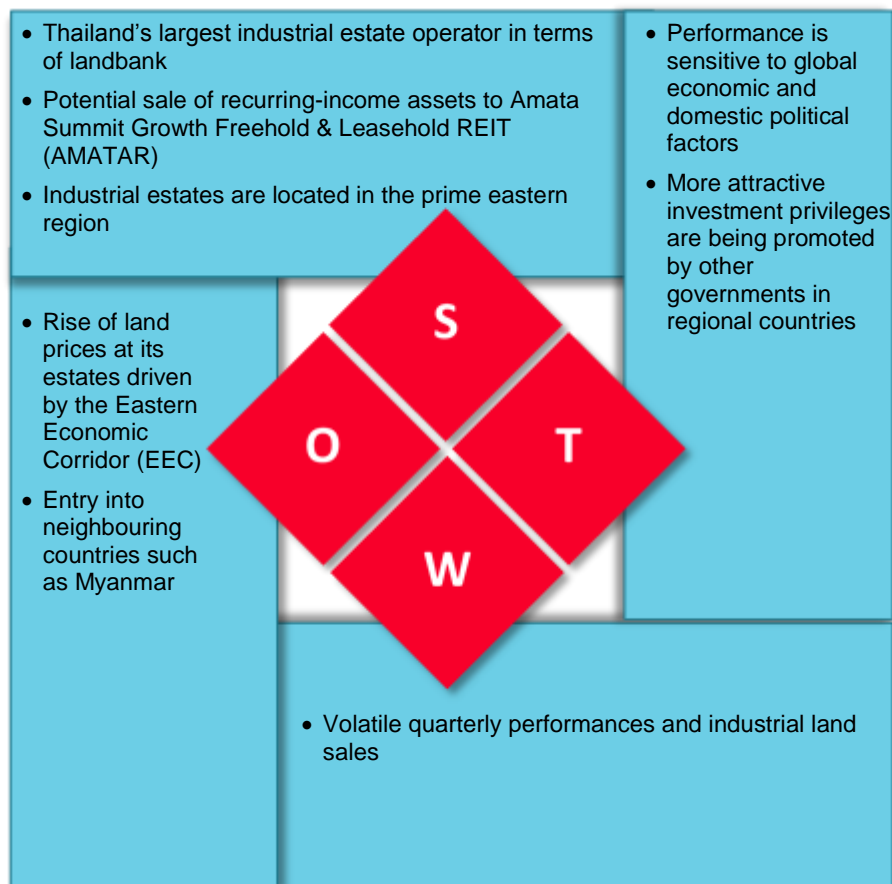 • Thailand's largest industrial estate operator in terms
of landbank
• Potential sale of recurring-income assets to Amata
Summit Growth Freehold & Leasehold REIT
(AMATAR)
• Industrial estates are located in the prime eastern
region
• Performance is
sensitive to global
economic and
domestic political
factors
• More attractive
investment privileges
are being promoted
by other
governments in
regional countries
• Rise of land
prices at its
estates driven
by the Eastern
Economic
Corridor (EEC)
• Entry into
neighbouring
countries such
as Myanmar
S
O
T
W
• Volatile quarterly performances and industrial land
sales